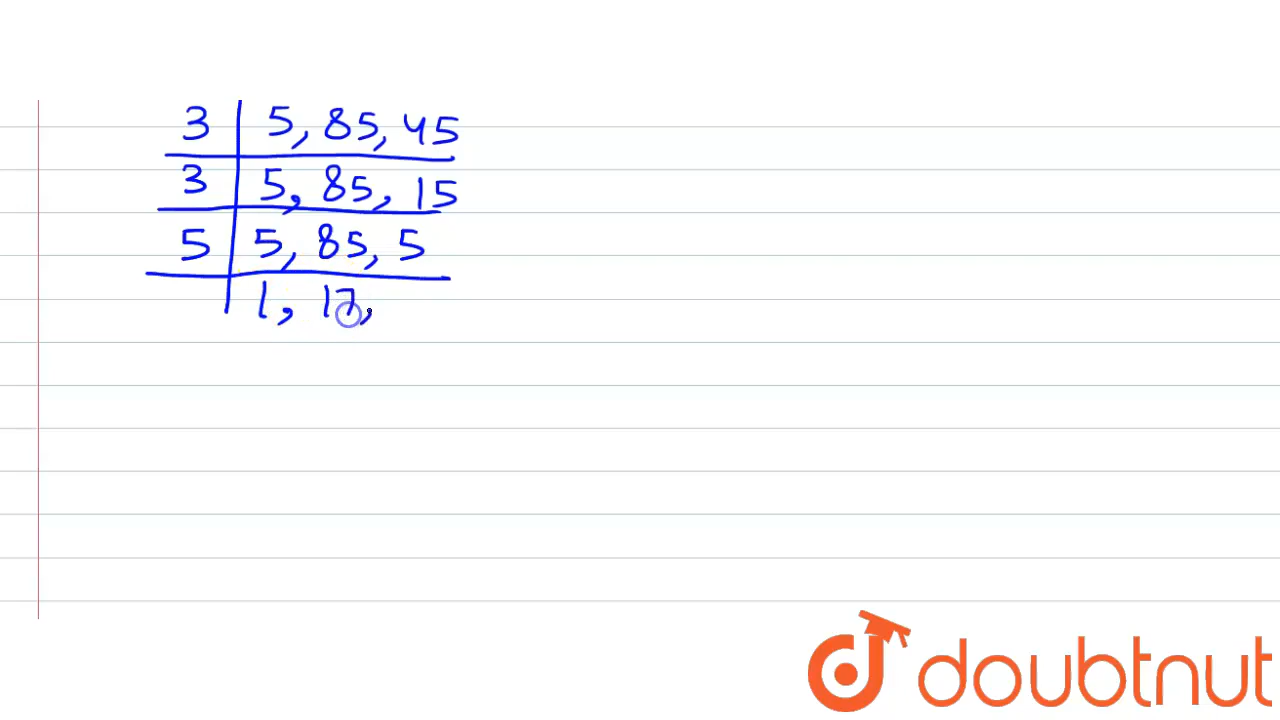 3 | 5, 85, 45
3 | 5, 85, 15
5 | 5, 85, 5
| 1, 17,
doubtnut